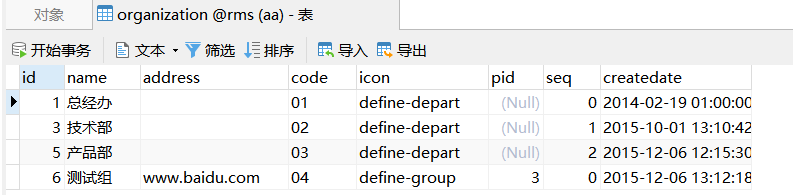 对象
organization @rms (aa) - 表
开始事务 文本 筛选 排序 导入 导出
id name address code icon pid seq createdate
1 总经办 01 define-depart (Null) 0 2014-02-19 01:00:00
3 技术部 02 define-depart (Null) 1 2015-10-01 13:10:42
5 产品部 03 define-depart (Null) 2 2015-12-06 12:15:30
6 测试组 www.baidu.com 04 define-group 3 0 2015-12-06 13:12:18